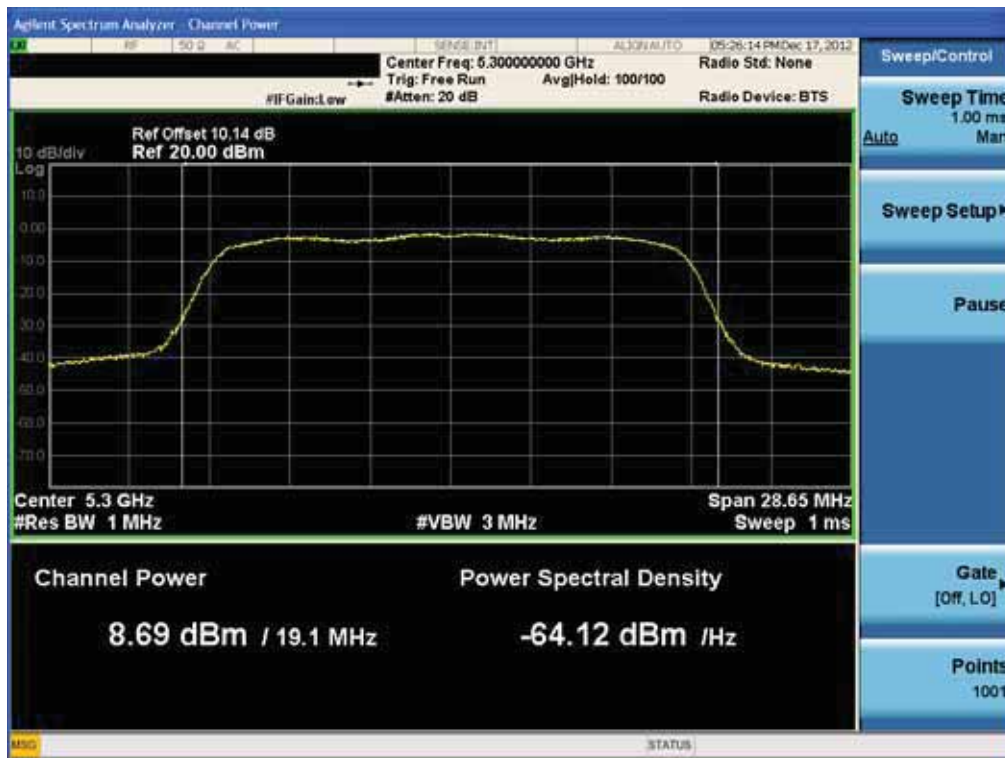 Agilent Spectrum Analyzer - Channel Power
RF 50 Ω AC SENSE:INT ALIGN AUTO 05:26:14 PM Dec 17, 2012
Center Freq: 5.300000000 GHz Radio Std: None
Trig: Free Run Avg|Hold: 100/100
#IFGain:Low #Atten: 20 dB Radio Device: BTS
Ref Offset 10.14 dB
10 dB/div Ref 20.00 dBm
Log
10.0
0.00
-10.0
-20.0
-30.0
-40.0
-50.0
-60.0
-70.0
Center 5.3 GHz Span 28.65 MHz
#Res BW 1 MHz #VBW 3 MHz Sweep 1 ms
Channel Power Power Spectral Density
8.69 dBm / 19.1 MHz -64.12 dBm /Hz
MSG STATUS
Sweep/Control
Sweep Time
1.00 ms
Auto Man
Sweep Setup
Pause
Gate
[Off, LO]
Points
1001